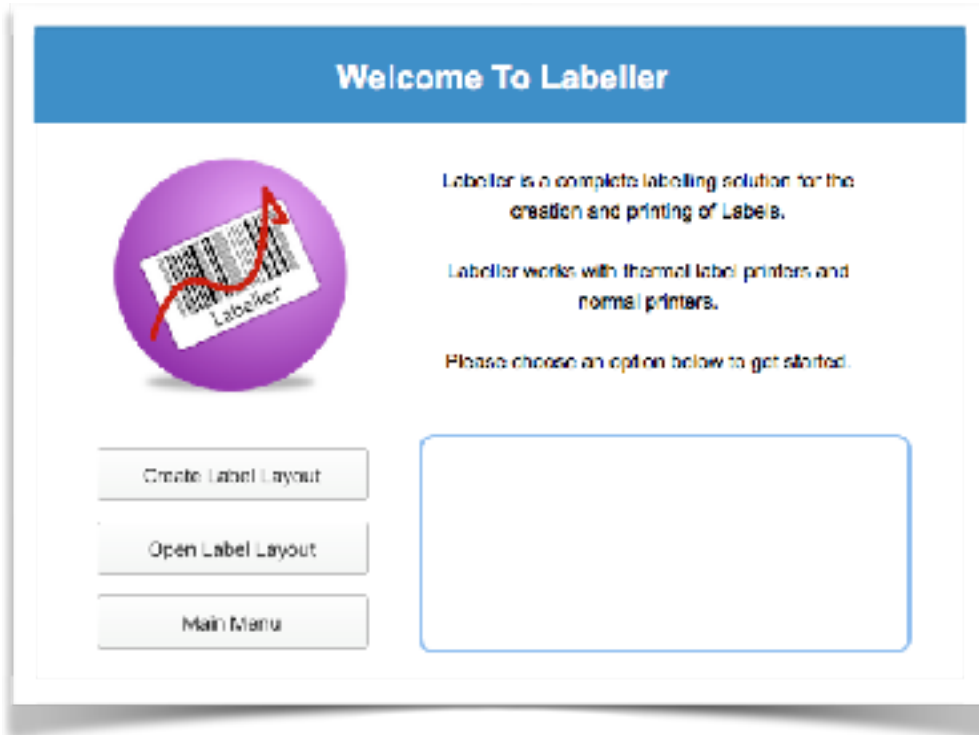 Welcome To Labeller
Labeller is a complete labelling solution for the
creation and printing of Labels.
Labeller works with thermal label printers and
normal printers.
Please choose an option below to get started.
Labeller
Create Label Layout
Open Label Layout
Main Menu